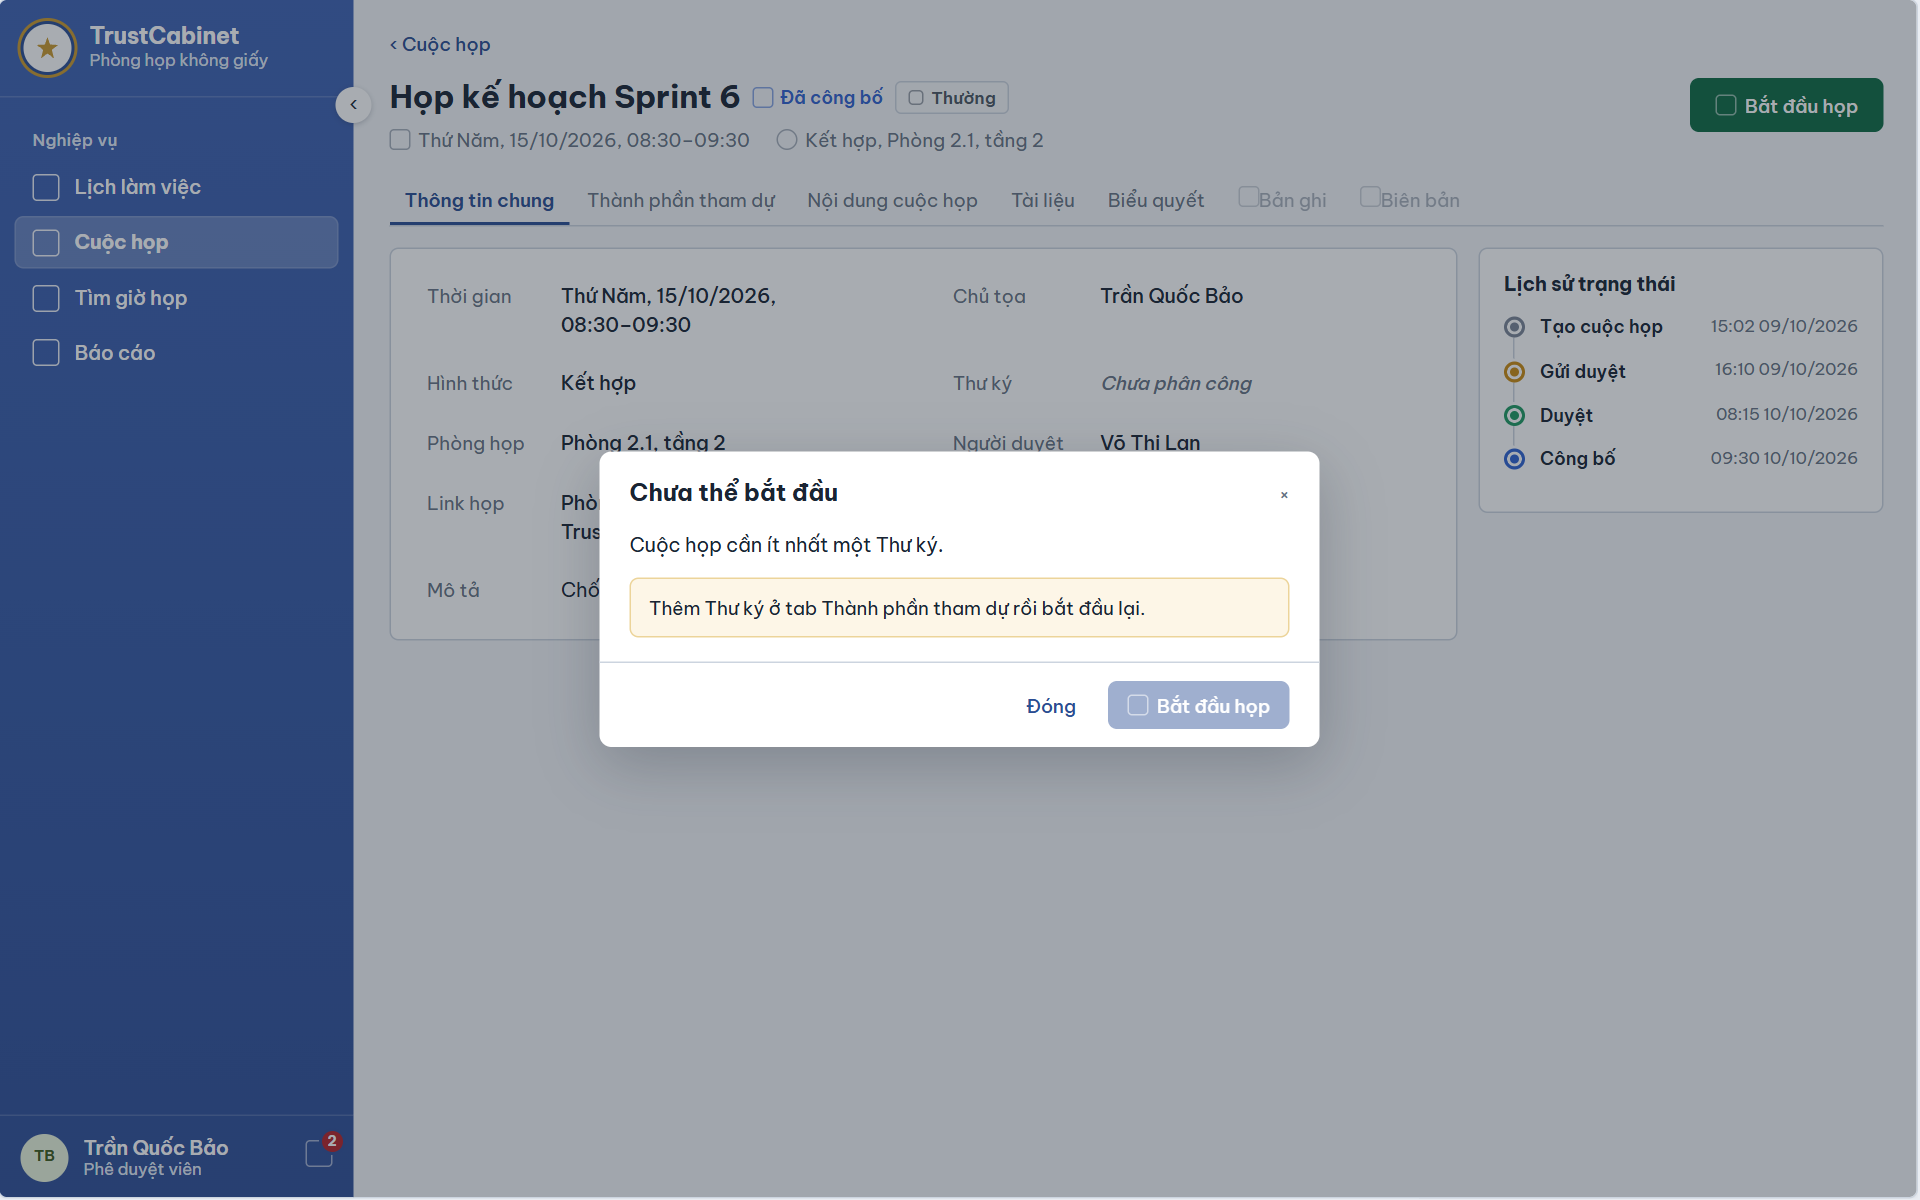 TrustCabinet
Phòng họp không giấy
Nghiệp vụ
Lịch làm việc
Cuộc họp
Tìm giờ họp
Báo cáo
TB
Trần Quốc Bảo
Phê duyệt viên
2
‹ Cuộc họp
Họp kế hoạch Sprint 6
Đã công bố
Thường
Thứ Năm, 15/10/2026, 08:30–09:30
Kết hợp, Phòng 2.1, tầng 2
Bắt đầu họp
Thông tin chung
Thành phần tham dự
Nội dung cuộc họp
Tài liệu
Biểu quyết
Bản ghi
Biên bản
Thời gian
Thứ Năm, 15/10/2026,
08:30–09:30
Chủ tọa
Trần Quốc Bảo
Hình thức
Kết hợp
Thư ký
Chưa phân công
Phòng họp
Phòng 2.1, tầng 2
Người duyệt
Võ Thị Lan
Link họp
Mô tả
Lịch sử trạng thái
Tạo cuộc họp
15:02 09/10/2026
Gửi duyệt
16:10 09/10/2026
Duyệt
08:15 10/10/2026
Công bố
09:30 10/10/2026
Chưa thể bắt đầu
×
Cuộc họp cần ít nhất một Thư ký.
Thêm Thư ký ở tab Thành phần tham dự rồi bắt đầu lại.
Đóng
Bắt đầu họp